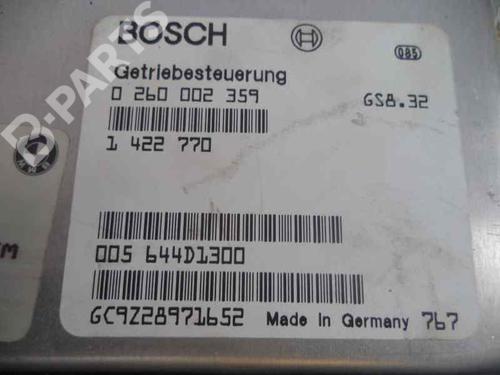 BOSCH
085
Getriebesteuerung
0 260 002 359 GS8.32
1 422 770
005 644D1300
GC9Z28971652 Made in Germany 767
B-PARTS
BMW